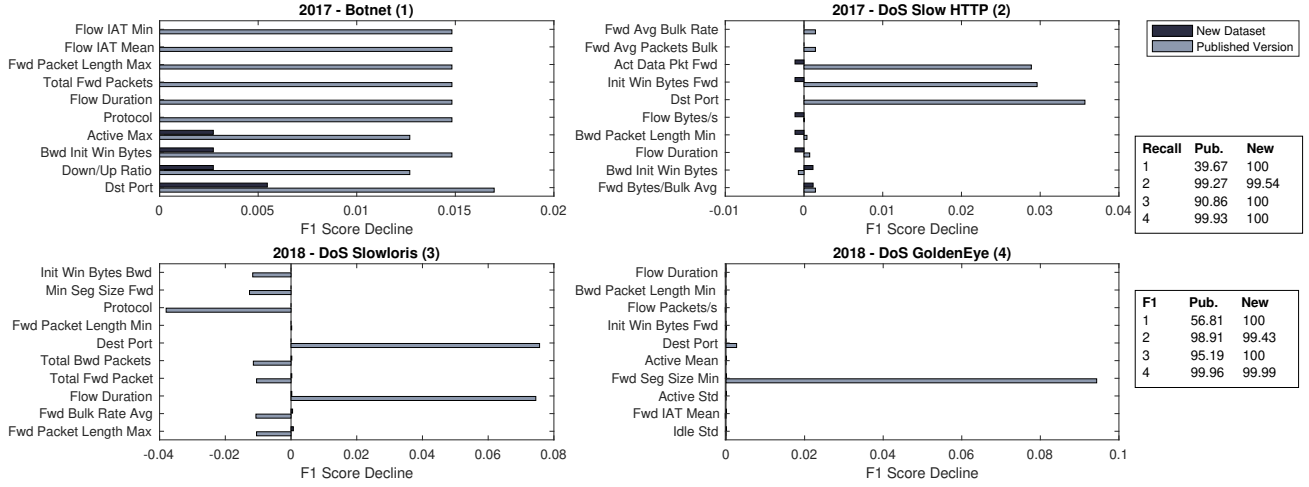 2017 - Botnet (1)
Flow IAT Min
Flow IAT Mean
Fwd Packet Length Max
Total Fwd Packets
Flow Duration
Protocol
Active Max
Bwd Init Win Bytes
Down/Up Ratio
Dst Port
0 0.005 0.01 0.015 0.02
F1 Score Decline
2017 - DoS Slow HTTP (2)
Fwd Avg Bulk Rate
Fwd Avg Packets Bulk
Act Data Pkt Fwd
Init Win Bytes Fwd
Dst Port
Flow Bytes/s
Bwd Packet Length Min
Flow Duration
Bwd Init Win Bytes
Fwd Bytes/Bulk Avg
-0.01 0 0.01 0.02 0.03 0.04
F1 Score Decline
New Dataset
Published Version
Recall Pub. New
1 39.67 100
2 99.27 99.54
3 90.86 100
4 99.93 100
2018 - DoS Slowloris (3)
Init Win Bytes Bwd
Min Seg Size Fwd
Protocol
Fwd Packet Length Min
Dest Port
Total Bwd Packets
Total Fwd Packet
Flow Duration
Fwd Bulk Rate Avg
Fwd Packet Length Max
-0.04 -0.02 0 0.02 0.04 0.06 0.08
F1 Score Decline
2018 - DoS GoldenEye (4)
Flow Duration
Bwd Packet Length Min
Flow Packets/s
Init Win Bytes Fwd
Dest Port
Active Mean
Fwd Seg Size Min
Active Std
Fwd IAT Mean
Idle Std
0 0.02 0.04 0.06 0.08 0.1
F1 Score Decline
F1 Pub. New
1 56.81 100
2 98.91 99.43
3 95.19 100
4 99.96 99.99